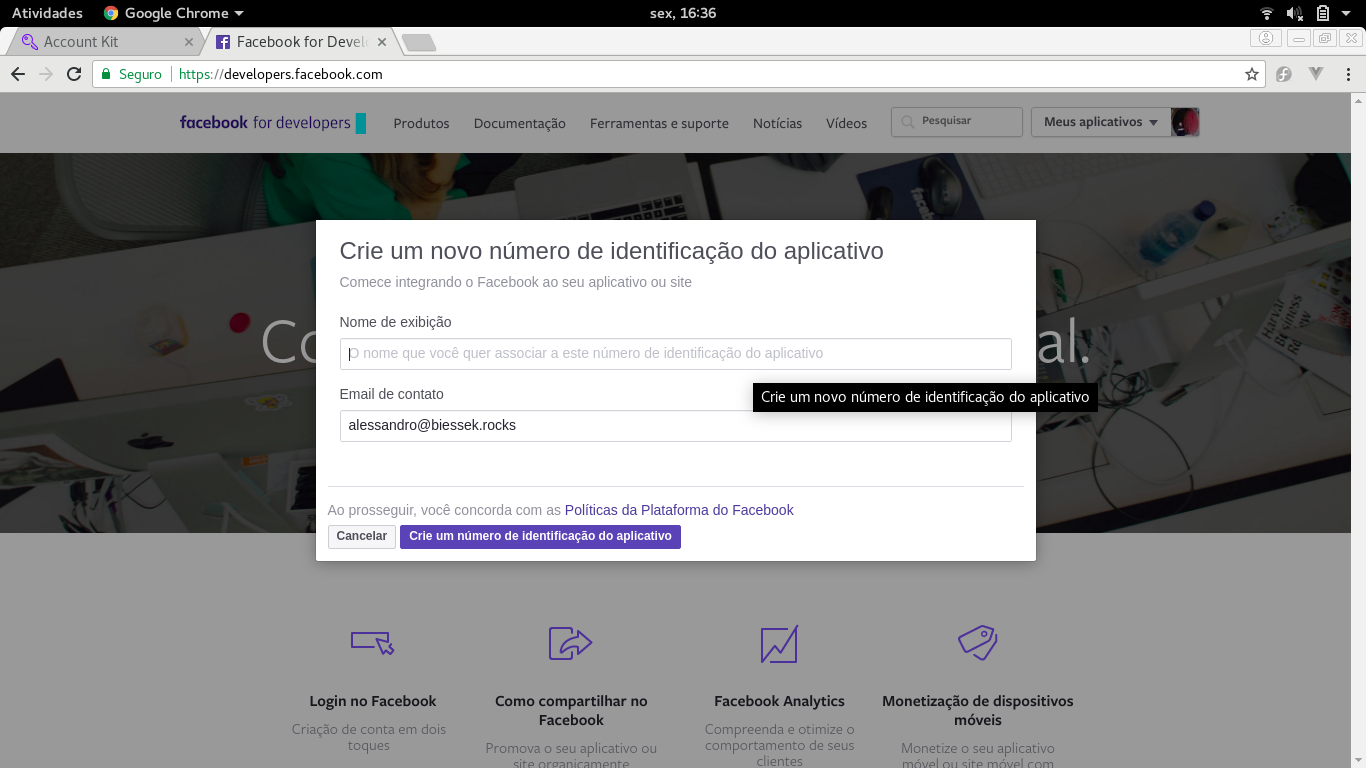 Atividades Google Chrome sex, 16:36
Account Kit Facebook for Devel
Seguro https://developers.facebook.com
facebook for developers Produtos Documentação Ferramentas e suporte Notícias Vídeos Pesquisar Meus aplicativos
Co al.
Harvard Business
Crie um novo número de identificação do aplicativo
Comece integrando o Facebook ao seu aplicativo ou site
Nome de exibição
O nome que você quer associar a este número de identificação do aplicativo
Email de contato
Crie um novo número de identificação do aplicativo
alessandro@biessek.rocks
Ao prosseguir, você concorda com as Políticas da Plataforma do Facebook
Cancelar Crie um número de identificação do aplicativo
Login no Facebook
Criação de conta em dois
toques
Como compartilhar no
Facebook
Promova o seu aplicativo ou
site organicamente
Facebook Analytics
Compreenda e otimize o
comportamento de seus
clientes
Monetização de dispositivos
móveis
Monetize o seu aplicativo
móvel ou site móvel com